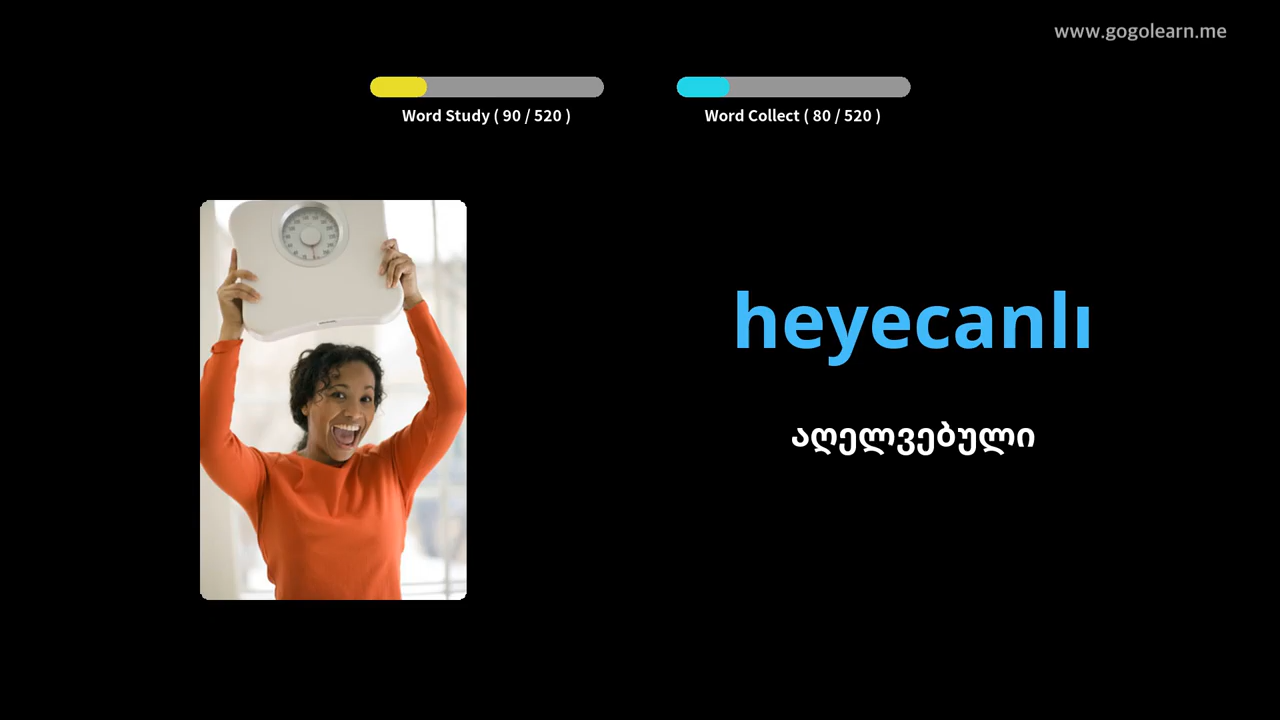 www.gogolearn.me
Word Study ( 90 / 520 )
Word Collect ( 80 / 520 )
heyecanlı
აღელვებული